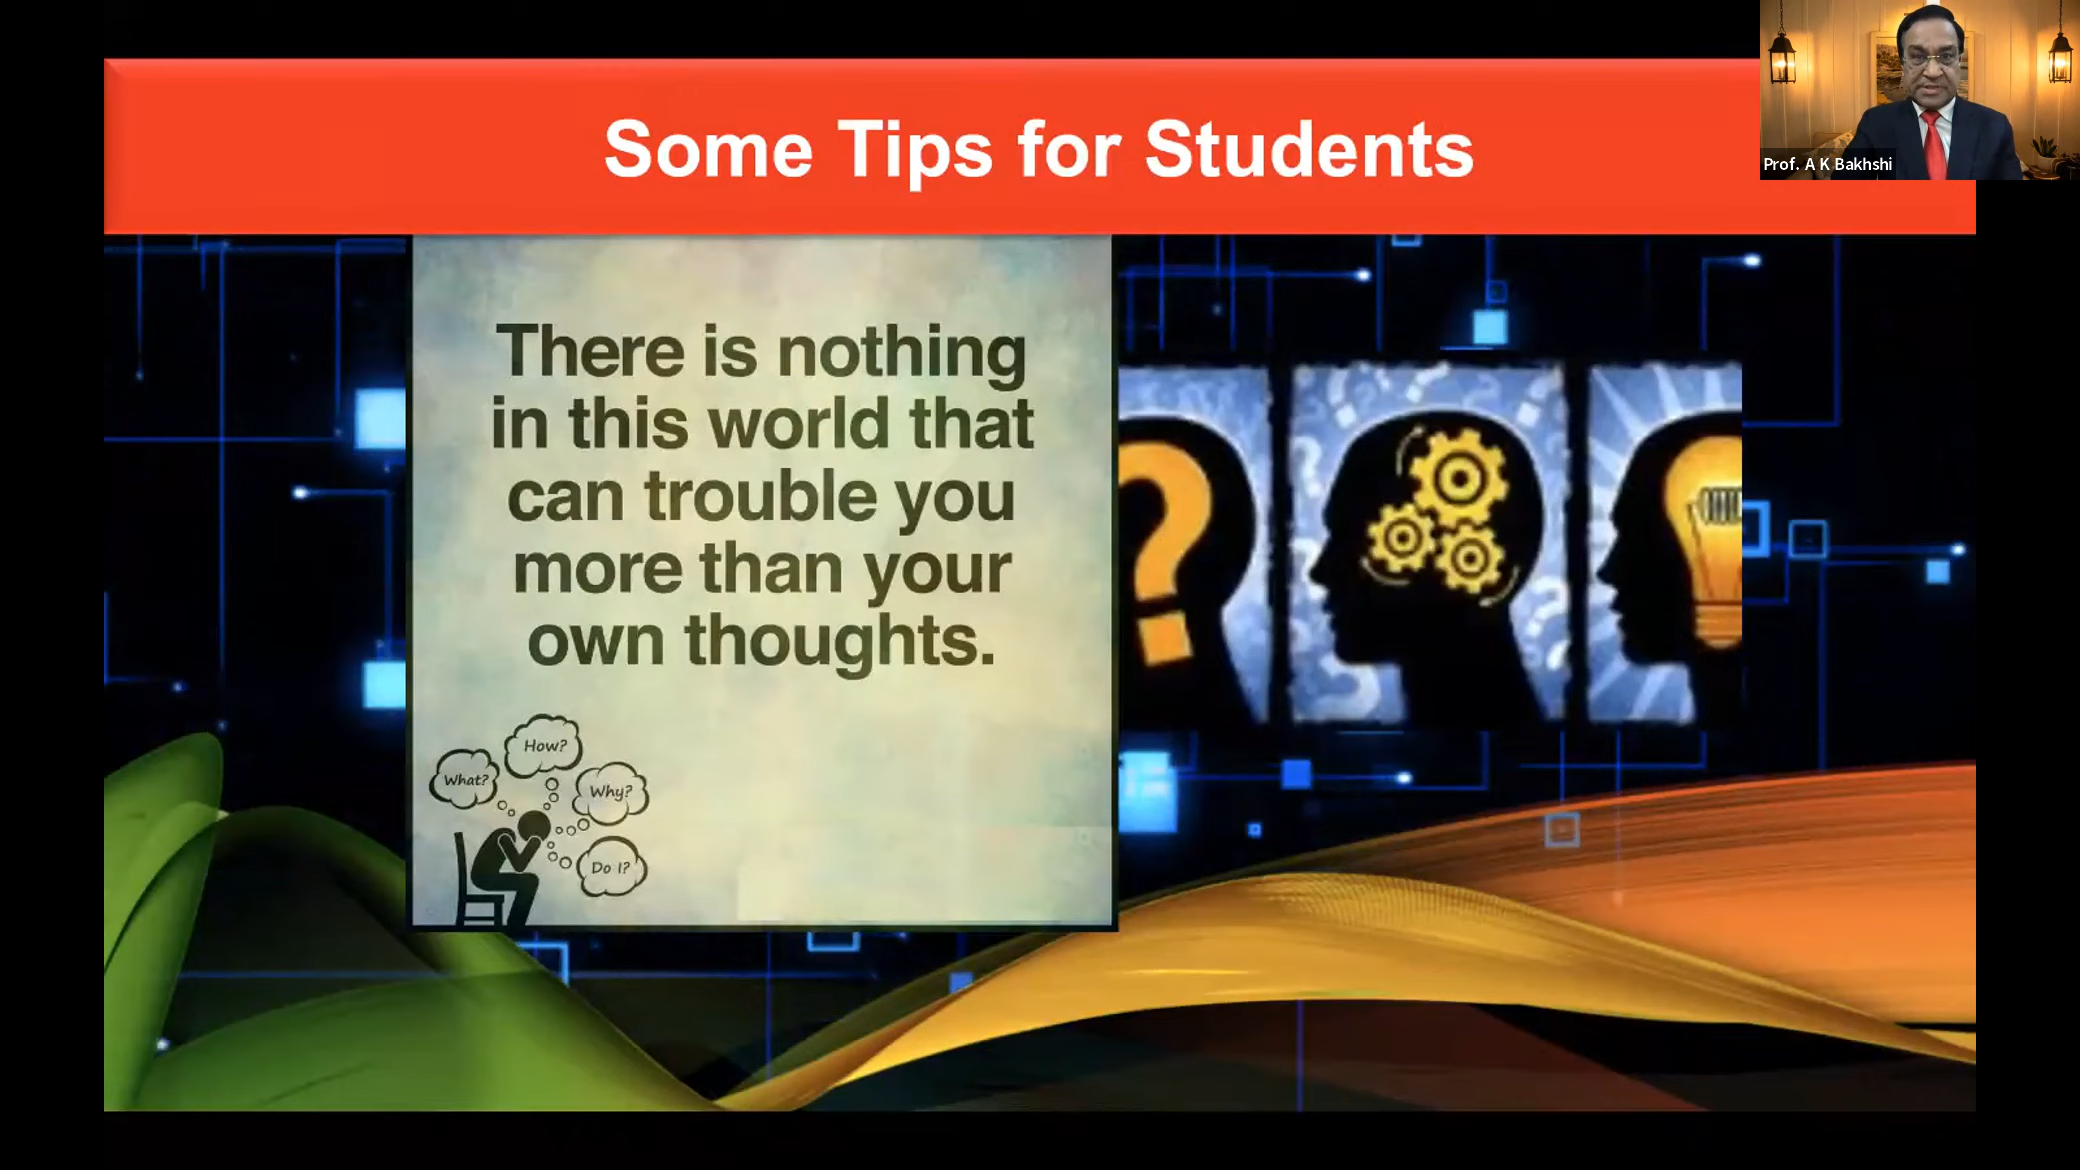 Some Tips for Students
Prof. A K Bakhshi
There is nothing
in this world that
can trouble you
more than your
own thoughts.
How?
What?
Why?
Do I?